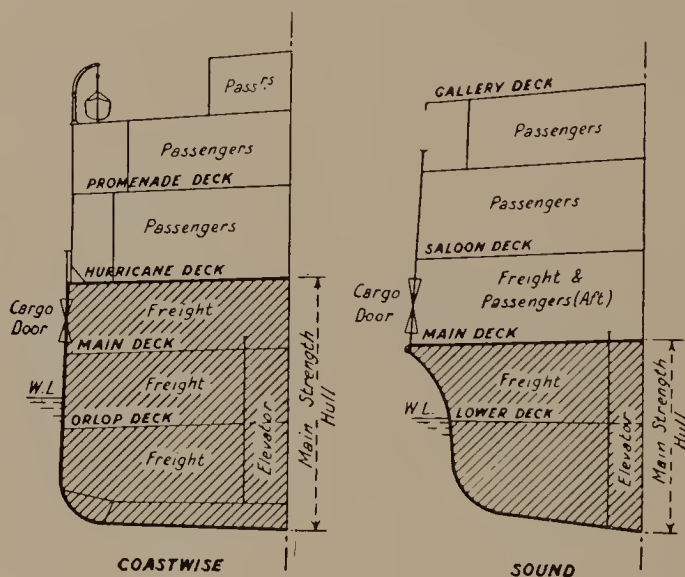 Passrs
Passengers
PROMENADE DECK
Passengers
HURRICANE DECK
Cargo
Door
Freight
MAIN DECK
W.L.
Freight
ORLOP DECK
Freight
Elevator
Main Strength
Hull
COASTWISE
GALLERY DECK
Passengers
Passengers
SALOON DECK
Freight &
Passengers (Aft)
Cargo
Door
MAIN DECK
Freight
W.L.
LOWER DECK
Elevator
Main Strength
Hull
SOUND